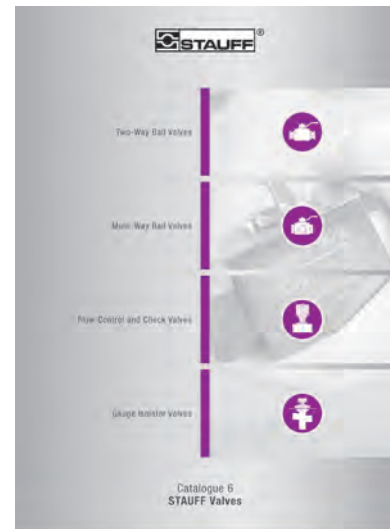 STAUFF®
Two-Way Ball Valves
Multi-Way Ball Valves
Flow Control and Check Valves
Gauge Isolator Valves
Catalogue 6
STAUFF Valves